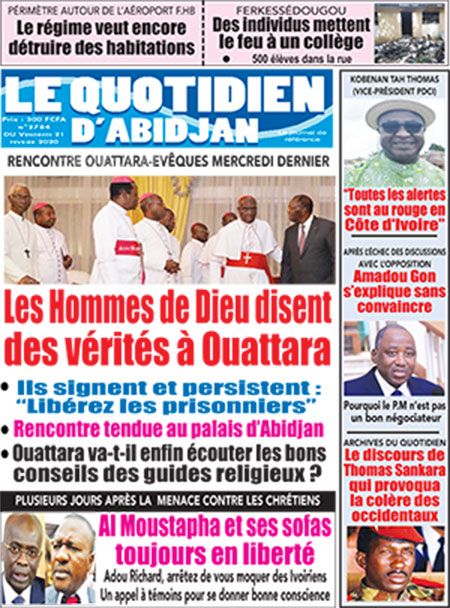 PÉRIMÈTRE AUTOUR DE L'AÉROPORT F.HB
Le régime veut encore
détruire des habitations
FERKESSÉDOUGOU
Des individus mettent
le feu à un collège
• 500 élèves dans la rue
LE QUOTIDIEN
D'ABIDJAN
Prix : 300 FCFA
N°2764
DU Vendredi 21
FEVRIER 2020
Le journal de
référence
RENCONTRE OUATTARA-EVÊQUES MERCREDI DERNIER
Les Hommes de Dieu disent
des vérités à Ouattara
• Ils signent et persistent :
“Libérez les prisonniers”
• Rencontre tendue au palais d'Abidjan
• Ouattara va-t-il enfin écouter les bons
conseils des guides religieux ?
PLUSIEURS JOURS APRÈS LA MENACE CONTRE LES CHRÉTIENS
Al Moustapha et ses sofas
toujours en liberté
Adou Richard, arrêtez de vous moquer des Ivoiriens
Un appel à témoins pour se donner bonne conscience
KOBENAN TAH THOMAS
(VICE-PRÉSIDENT PDCI)
“Toutes les alertes
sont au rouge en
Côte d'Ivoire”
APRÈS L'ÉCHEC DES DISCUSSIONS
AVEC L'OPPOSITION
Amadou Gon
s'explique sans
convaincre
Pourquoi le P.M n'est pas
un bon négociateur
ARCHIVES DU QUOTIDIEN
Le discours de
Thomas Sankara
qui provoqua
la colère des
occidentaux